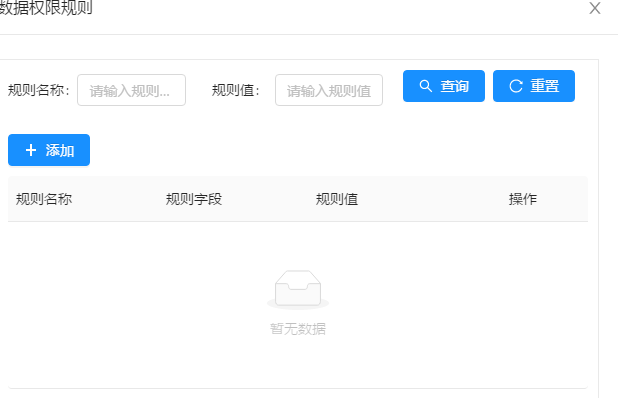 数据权限规则
规则名称： 请输入规则... 规则值： 请输入规则值 查询 重置
添加
规则名称 规则字段 规则值 操作
暂无数据